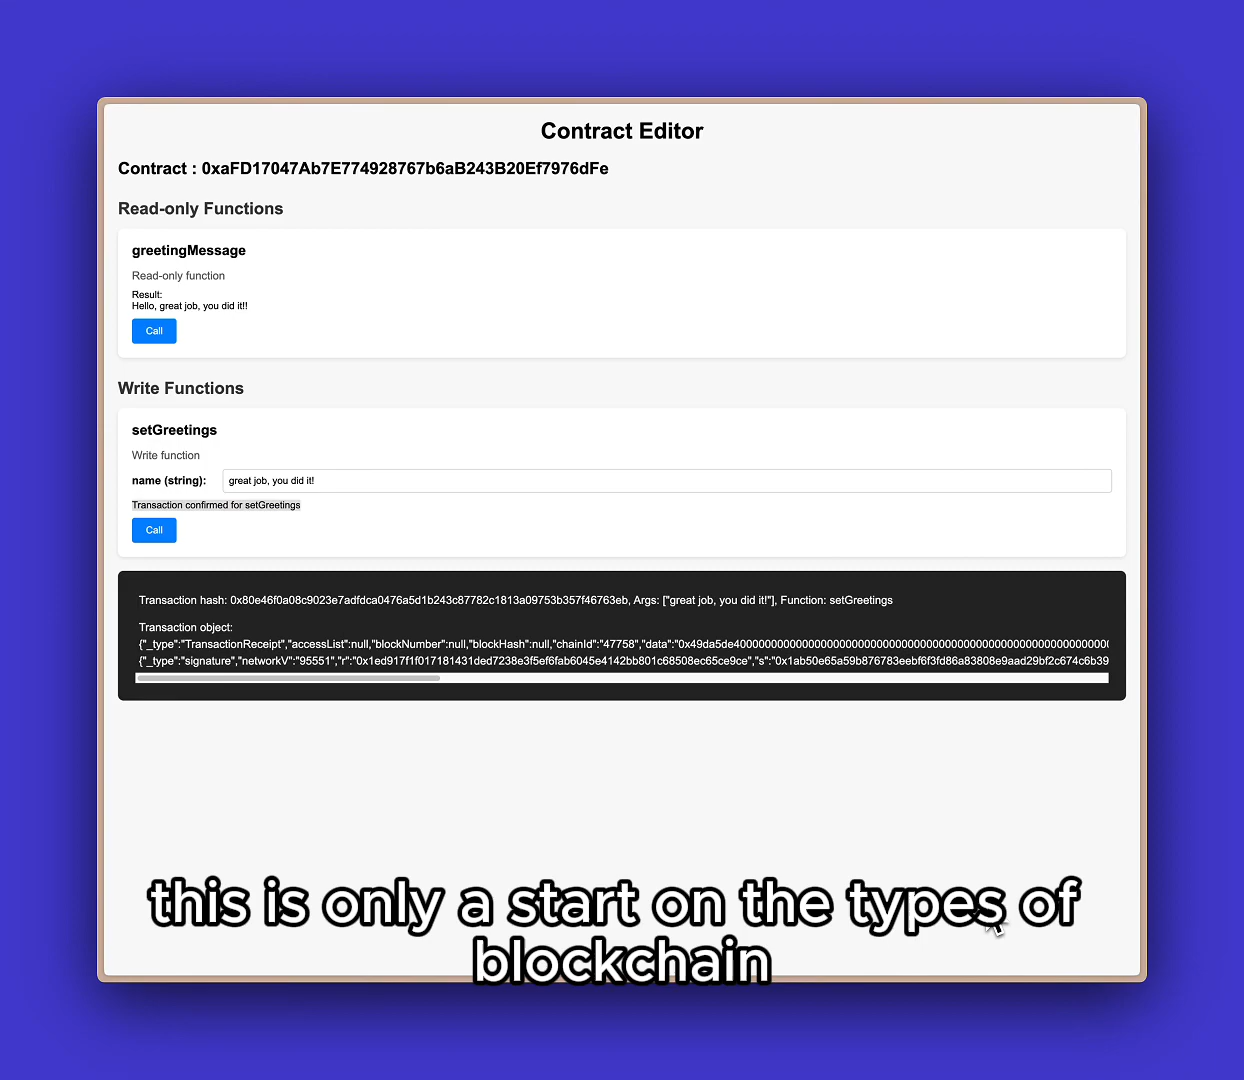 Contract Editor
Contract : 0xaFD17047Ab7E774928767b6aB243B20Ef7976dFe
Read-only Functions
greetingMessage
Read-only function
Result:
Hello, great job, you did it!!
Call
Write Functions
setGreetings
Write function
name (string): great job, you did it!
Transaction confirmed for setGreetings
Call
Transaction hash: 0x80e46f0a08c9023e7adfdca0476a5d1b243c87782c1813a09753b357f46763eb, Args: ["great job, you did it!"], Function: setGreetings
Transaction object:
{"_type":"TransactionReceipt","accessList":null,"blockNumber":null,"blockHash":null,"chainId":"47758","data":"0x49da5de40000000000000000000000000000000000000000000000000000000000
{"_type":"signature","networkV":"95551","r":"0x1ed917f1f017181431ded7238e3f5ef6fab6045e4142bb801c68508ec65ce9ce","s":"0x1ab50e65a59b876783eebf6f3fd86a83808e9aad29bf2c674c6b39
this is only a start on the types of
blockchain